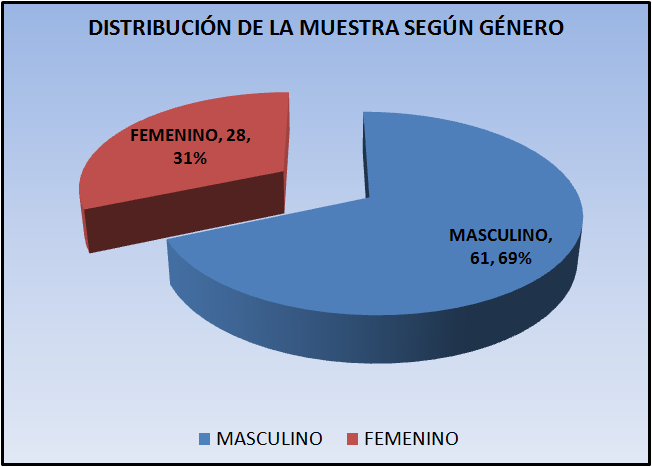 DISTRIBUCIÓN DE LA MUESTRA SEGÚN GÉNERO
FEMENINO, 28,
31%
MASCULINO,
61, 69%
MASCULINO FEMENINO